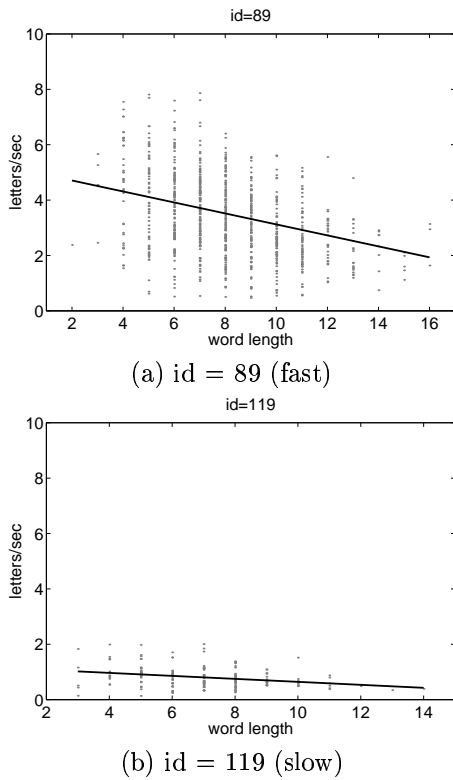 id=89
10
8
6
4
2
0
letters/sec
2 4 6 8 10 12 14 16
word length
(a) id = 89 (fast)
id=119
10
8
6
4
2
0
letters/sec
2 4 6 8 10 12 14
word length
(b) id = 119 (slow)